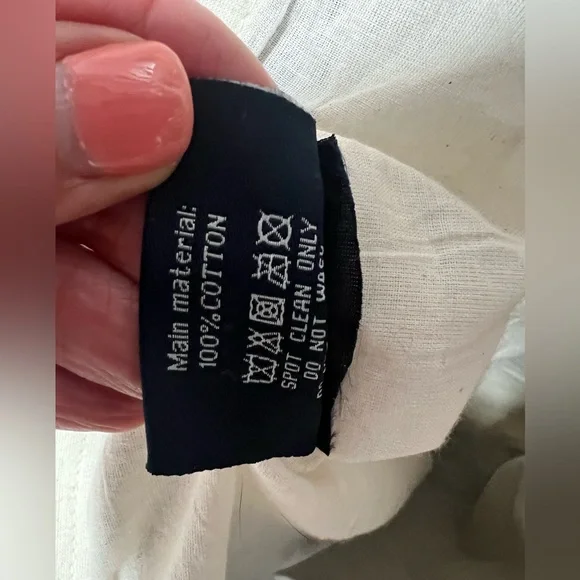 Main material:
100%COTTON
SPOT CLEAN ONLY
DO NOT WASH